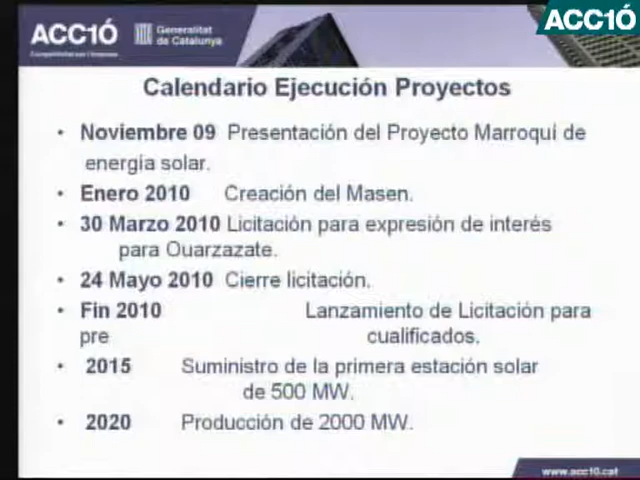 ACC1Ó
ACC1Ó
Generalitat
de Catalunya
Calendario Ejecución Proyectos
• Noviembre 09 Presentación del Proyecto Marroquí de
energía solar.
• Enero 2010 Creación del Masen.
• 30 Marzo 2010 Licitación para expresión de interés
para Ouarzazate.
• 24 Mayo 2010 Cierre licitación.
• Fin 2010 Lanzamiento de Licitación para
pre cualificados.
• 2015 Suministro de la primera estación solar
de 500 MW.
• 2020 Producción de 2000 MW.
www.acc10.cat